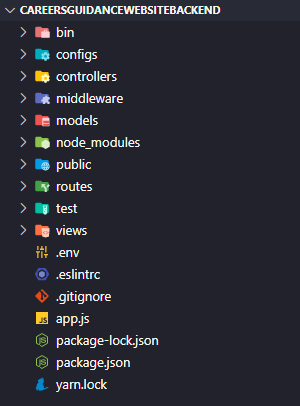 CAREERSGUIDANCEWEBSITEBACKEND
bin
configs
controllers
middleware
models
node_modules
public
routes
test
views
.env
.eslintrc
.gitignore
JS app.js
package-lock.json
package.json
yarn.lock